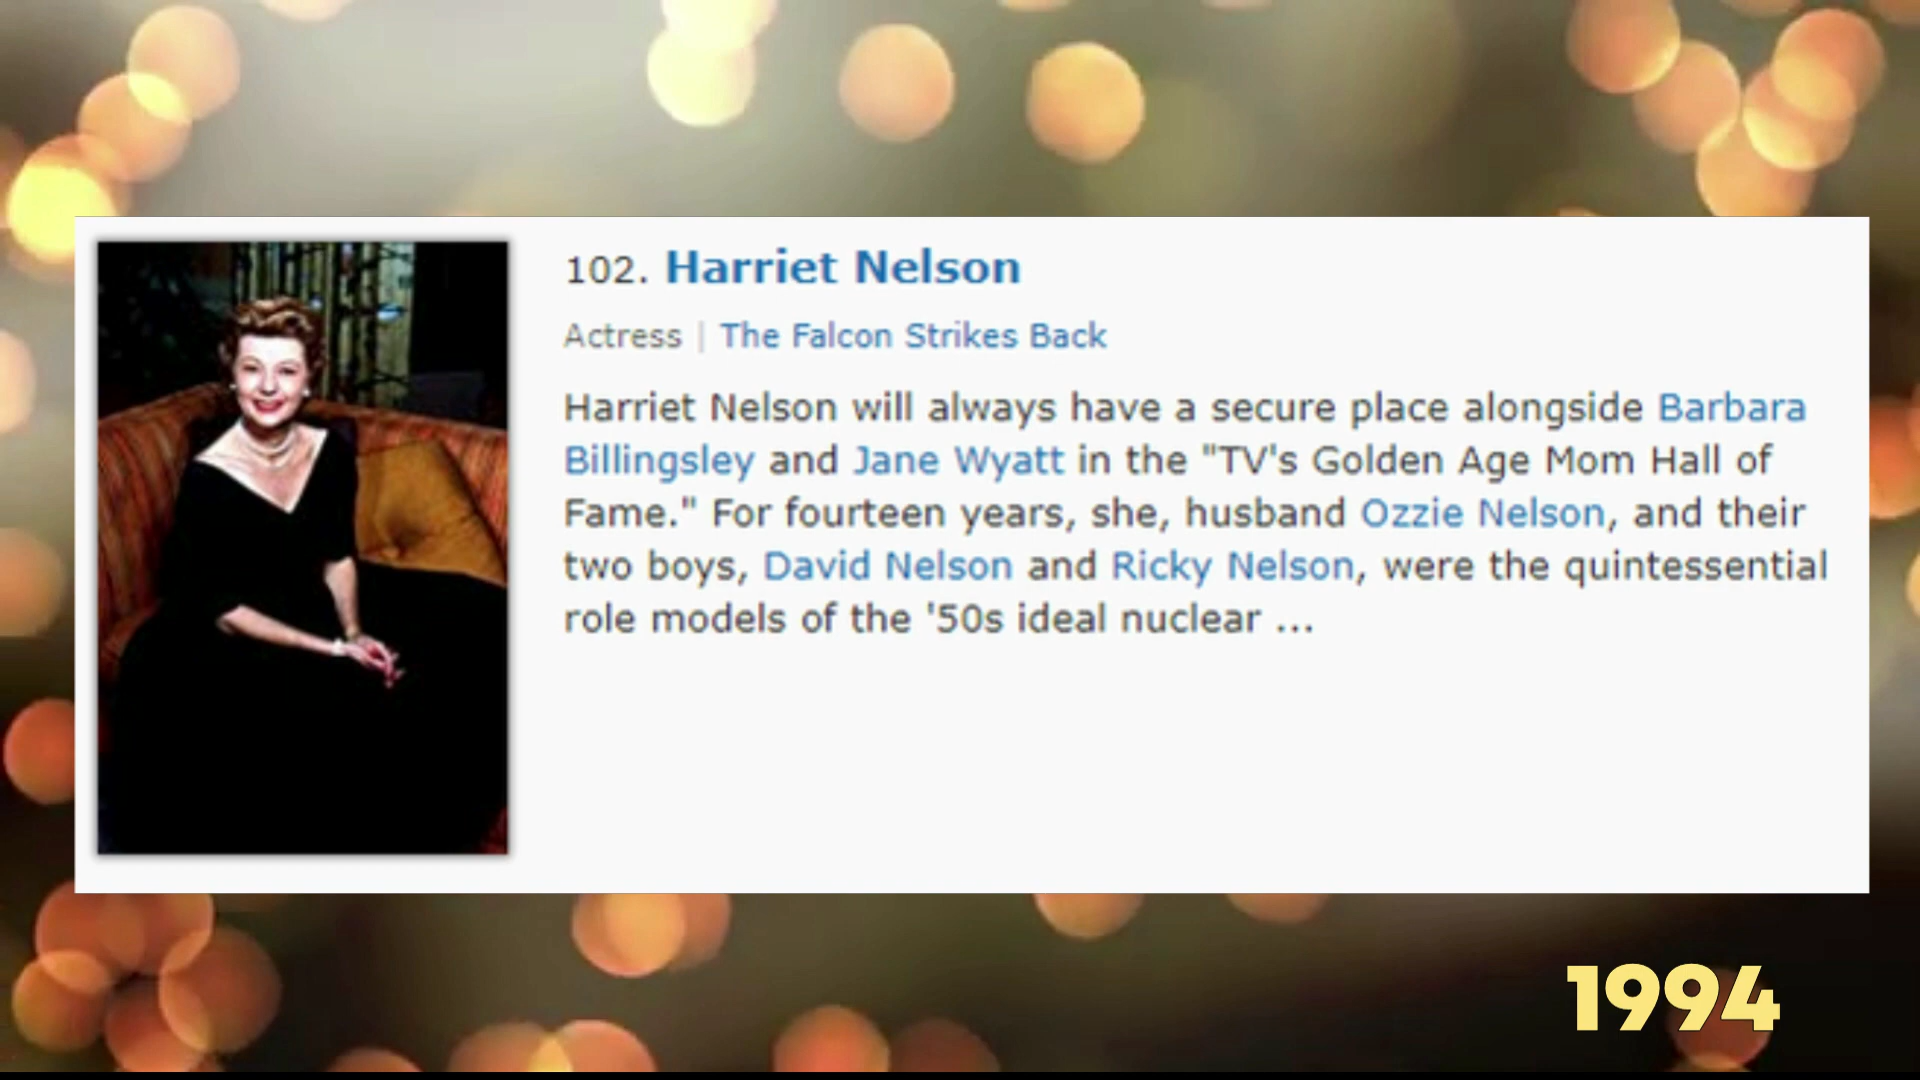 102. Harriet Nelson
Actress | The Falcon Strikes Back
Harriet Nelson will always have a secure place alongside Barbara
Billingsley and Jane Wyatt in the "TV's Golden Age Mom Hall of
Fame." For fourteen years, she, husband Ozzie Nelson, and their
two boys, David Nelson and Ricky Nelson, were the quintessential
role models of the '50s ideal nuclear ...
1994